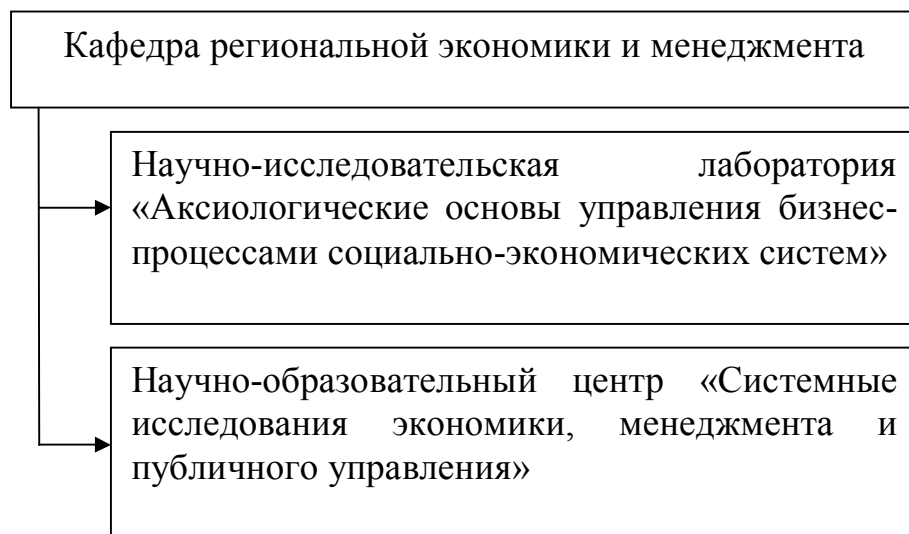 Кафедра региональной экономики и менеджмента
Научно-исследовательская лаборатория
«Аксиологические основы управления бизнес-
процессами социально-экономических систем»
Научно-образовательный центр «Системные
исследования экономики, менеджмента и
публичного управления»